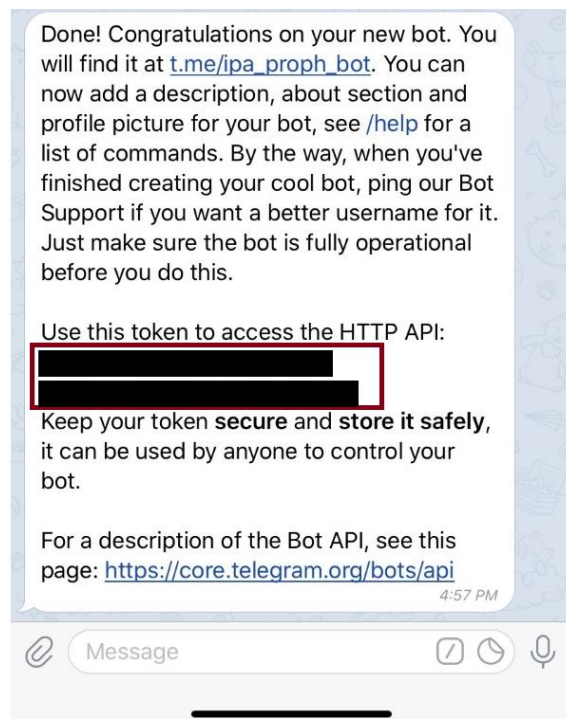 Done! Congratulations on your new bot. You
will find it at t.me/ipa_proph_bot. You can
now add a description, about section and
profile picture for your bot, see /help for a
list of commands. By the way, when you've
finished creating your cool bot, ping our Bot
Support if you want a better username for it.
Just make sure the bot is fully operational
before you do this.
Use this token to access the HTTP API:
Keep your token secure and store it safely,
it can be used by anyone to control your
bot.
For a description of the Bot API, see this
page: https://core.telegram.org/bots/api
4:57 PM
Message